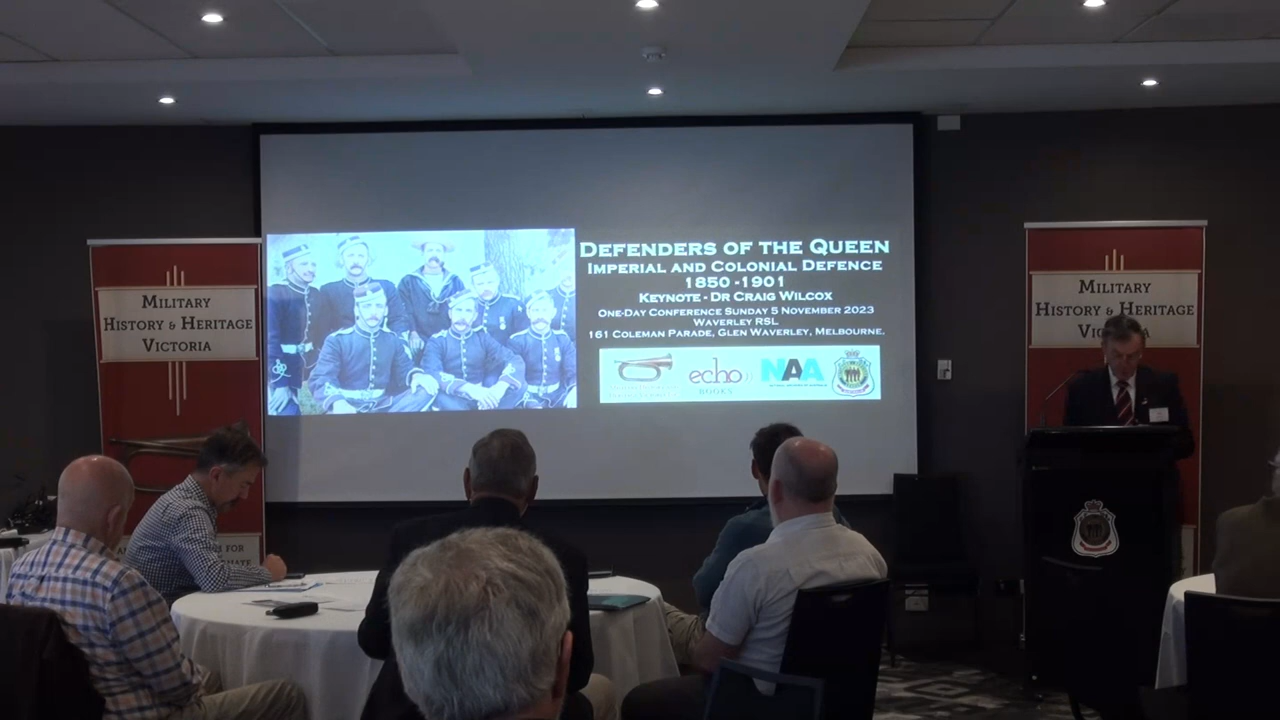 DEFENDERS OF THE QUEEN
IMPERIAL AND COLONIAL DEFENCE
1850 -1901
KEYNOTE - DR CRAIG WILCOX
ONE-DAY CONFERENCE SUNDAY 5 NOVEMBER 2023
WAVERLEY RSL
161 COLEMAN PARADE, GLEN WAVERLEY, MELBOURNE.
echo
BOOKS
NAA
MILITARY
HISTORY & HERITAGE
VICTORIA
MILITARY
HISTORY & HERITAGE